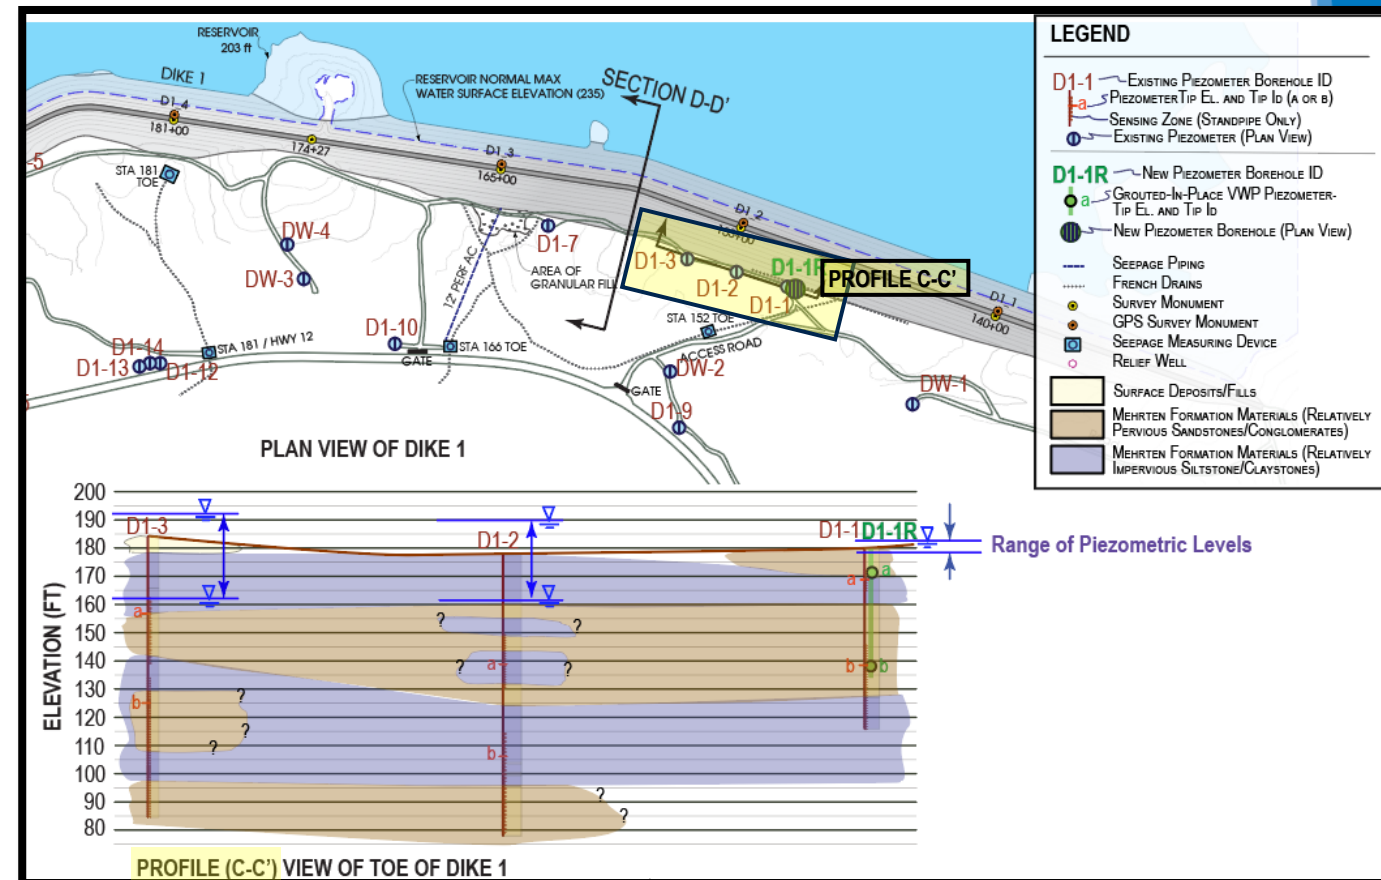 RESERVOIR
203 ft
DIKE 1
RESERVOIR NORMAL MAX
WATER SURFACE ELEVATION (235)
SECTION D-D'
D1-4
181+00
174+27
D1-3
165+00
D1-2
-5
STA 181
TOE
DW-4
DW-3
12" PERF AC
D1-7
AREA OF
GRANULAR FILL
D1-3
D1-2
D1-1R
D1-1
PROFILE C-C'
D1-1
140+00
STA 152 TOE
ACCESS ROAD
D1-10
GATE
STA 166 TOE
STA 181 / HWY 12
D1-14
D1-13
D1-12
DW-2
GATE
D1-9
DW-1
PLAN VIEW OF DIKE 1
LEGEND
D1-1
EXISTING PIEZOMETER BOREHOLE ID
a
PIEZOMETER TIP EL. AND TIP ID (A OR B)
SENSING ZONE (STANDPIPE ONLY)
EXISTING PIEZOMETER (PLAN VIEW)
D1-1R
NEW PIEZOMETER BOREHOLE ID
a
GROUTED-IN-PLACE VWP PIEZOMETER-
TIP EL. AND TIP ID
NEW PIEZOMETER BOREHOLE (PLAN VIEW)
SEEPAGE PIPING
FRENCH DRAINS
SURVEY MONUMENT
GPS SURVEY MONUMENT
SEEPAGE MEASURING DEVICE
RELIEF WELL
SURFACE DEPOSITS/FILLS
MEHRTEN FORMATION MATERIALS (RELATIVELY
PERVIOUS SANDSTONES/CONGLOMERATES)
MEHRTEN FORMATION MATERIALS (RELATIVELY
IMPERVIOUS SILTSTONE/CLAYSTONES)
ELEVATION (FT)
200
190
180
170
160
150
140
130
120
110
100
90
80
D1-3
D1-2
D1-1 D1-1R
Range of Piezometric Levels
a
b
a
b
a
b
a
b
? ?
? ?
?
?
?
?
?
PROFILE (C-C') VIEW OF TOE OF DIKE 1